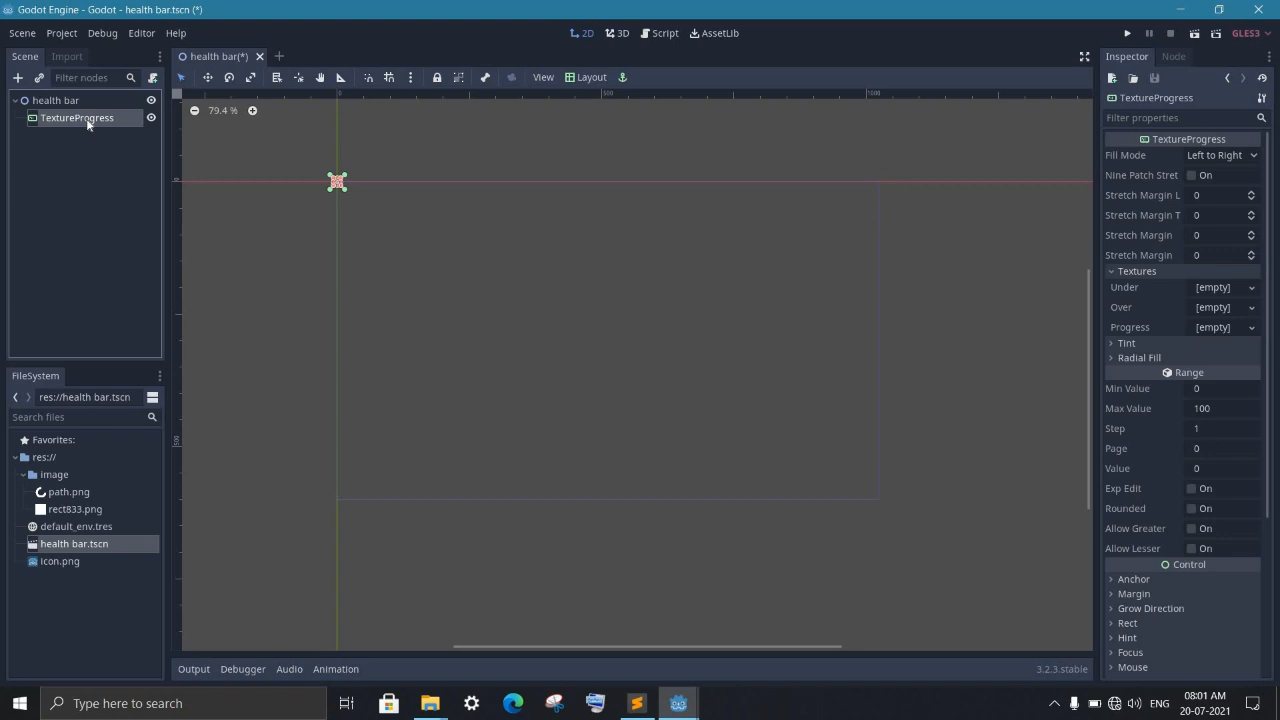 Godot Engine - Godot - health bar.tscn (*)
Scene Project Debug Editor Help
2D 3D Script AssetLib
GLES3
Scene Import
health bar(*)
Inspector Node
Filter nodes
View Layout
TextureProgress
health bar
TextureProgress
79.4 %
0 500 1000
0
500
Filter properties
TextureProgress
Fill Mode Left to Right
Nine Patch Stret On
Stretch Margin L 0
Stretch Margin T 0
Stretch Margin 0
Stretch Margin 0
Textures
Under [empty]
Over [empty]
Progress [empty]
Tint
Radial Fill
Range
Min Value 0
Max Value 100
Step 1
Page 0
Value 0
Exp Edit On
Rounded On
Allow Greater On
Allow Lesser On
Control
Anchor
Margin
Grow Direction
Rect
Hint
Focus
Mouse
FileSystem
res://health bar.tscn
Search files
Favorites:
res://
image
path.png
rect833.png
default_env.tres
health bar.tscn
icon.png
Output Debugger Audio Animation
3.2.3.stable
Type here to search
ENG
08:01 AM
20-07-2021